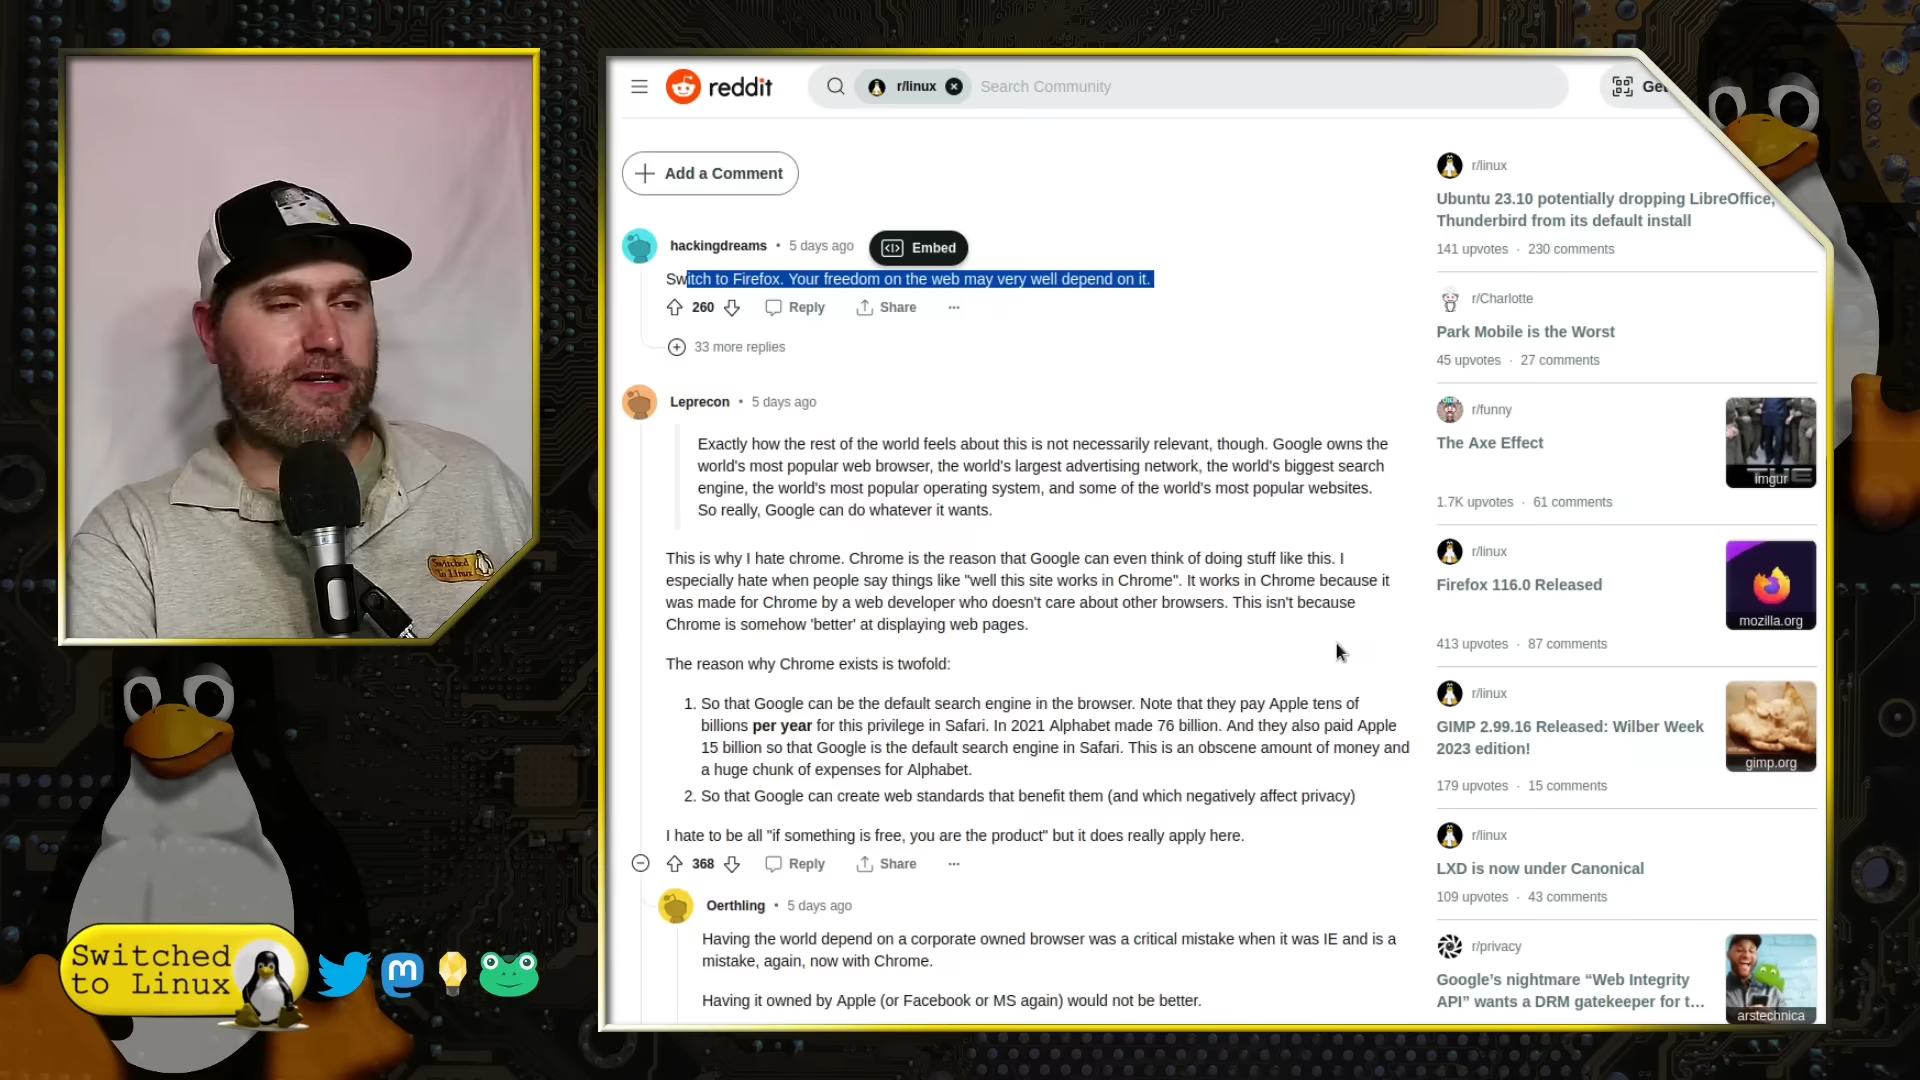 reddit
r/linux
Search Community
Add a Comment
hackingdreams • 5 days ago
Embed
Switch to Firefox. Your freedom on the web may very well depend on it.
260
Reply
Share
33 more replies
Leprecon • 5 days ago
Exactly how the rest of the world feels about this is not necessarily relevant, though. Google owns the
world's most popular web browser, the world's largest advertising network, the world's biggest search
engine, the world's most popular operating system, and some of the world's most popular websites.
So really, Google can do whatever it wants.
This is why I hate chrome. Chrome is the reason that Google can even think of doing stuff like this. I
especially hate when people say things like "well this site works in Chrome". It works in Chrome because it
was made for Chrome by a web developer who doesn't care about other browsers. This isn't because
Chrome is somehow 'better' at displaying web pages.
The reason why Chrome exists is twofold:
1. So that Google can be the default search engine in the browser. Note that they pay Apple tens of
billions per year for this privilege in Safari. In 2021 Alphabet made 76 billion. And they also paid Apple
15 billion so that Google is the default search engine in Safari. This is an obscene amount of money and
a huge chunk of expenses for Alphabet.
2. So that Google can create web standards that benefit them (and which negatively affect privacy)
I hate to be all "if something is free, you are the product" but it does really apply here.
368
Reply
Share
Oerthling • 5 days ago
Having the world depend on a corporate owned browser was a critical mistake when it was IE and is a
mistake, again, now with Chrome.
Having it owned by Apple (or Facebook or MS again) would not be better.
r/linux
Ubuntu 23.10 potentially dropping LibreOffice,
Thunderbird from its default install
141 upvotes · 230 comments
r/Charlotte
Park Mobile is the Worst
45 upvotes · 27 comments
r/funny
The Axe Effect
imgur
1.7K upvotes · 61 comments
r/linux
Firefox 116.0 Released
mozilla.org
413 upvotes · 87 comments
r/linux
GIMP 2.99.16 Released: Wilber Week
2023 edition!
gimp.org
179 upvotes · 15 comments
r/linux
LXD is now under Canonical
109 upvotes · 43 comments
r/privacy
Google's nightmare “Web Integrity
API” wants a DRM gatekeeper for t...
arstechnica
Switched
to Linux
Switched
to Linux